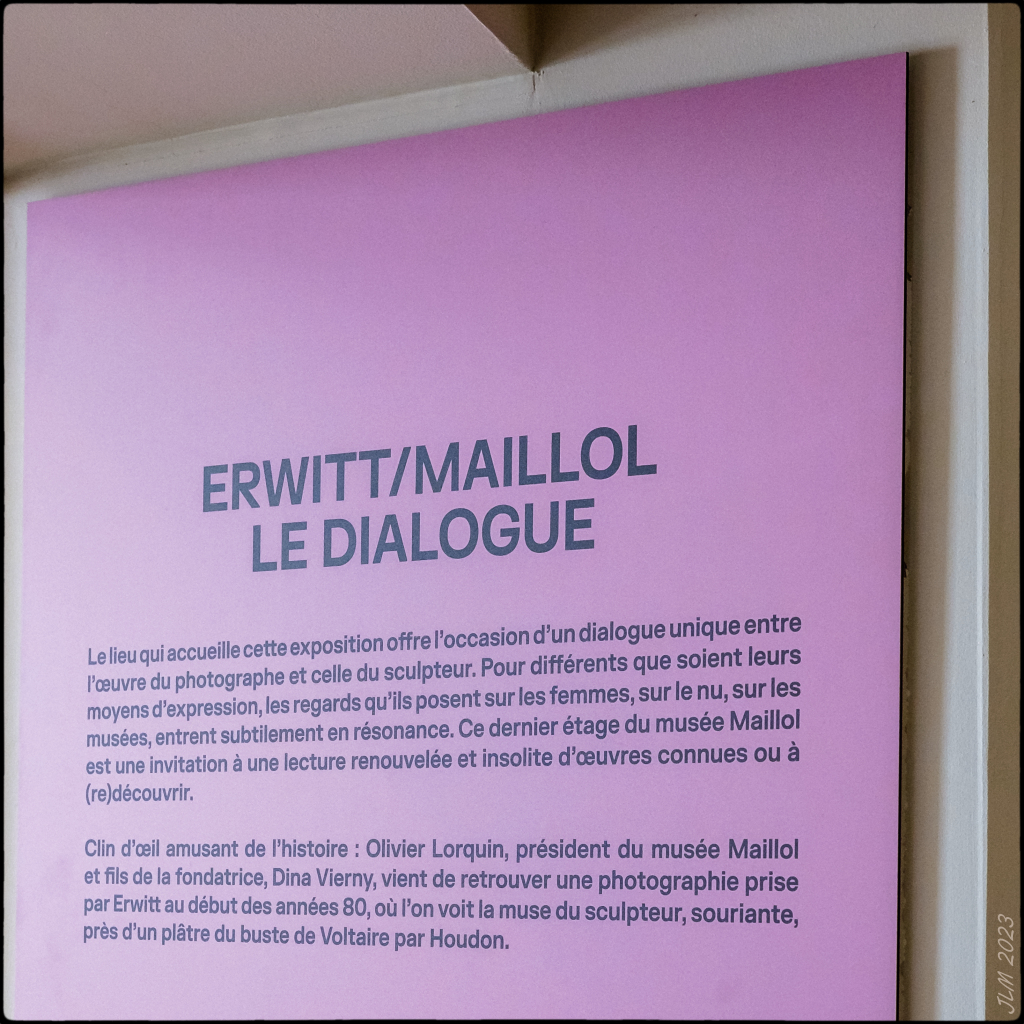 ERWITT/MAILLOL
LE DIALOGUE
Le lieu qui accueille cette exposition offre l'occasion d'un dialogue unique entre
l'œuvre du photographe et celle du sculpteur. Pour différents que soient leurs
moyens d'expression, les regards qu'ils posent sur les femmes, sur le nu, sur les
musées, entrent subtilement en résonance. Ce dernier étage du musée Maillol
est une invitation à une lecture renouvelée et insolite d'œuvres connues ou à
(re)découvrir.
Clin d'œil amusant de l'histoire : Olivier Lorquin, président du musée Maillol
et fils de la fondatrice, Dina Vierny, vient de retrouver une photographie prise
par Erwitt au début des années 80, où l'on voit la muse du sculpteur, souriante,
près d'un plâtre du buste de Voltaire par Houdon.
JLM 2023